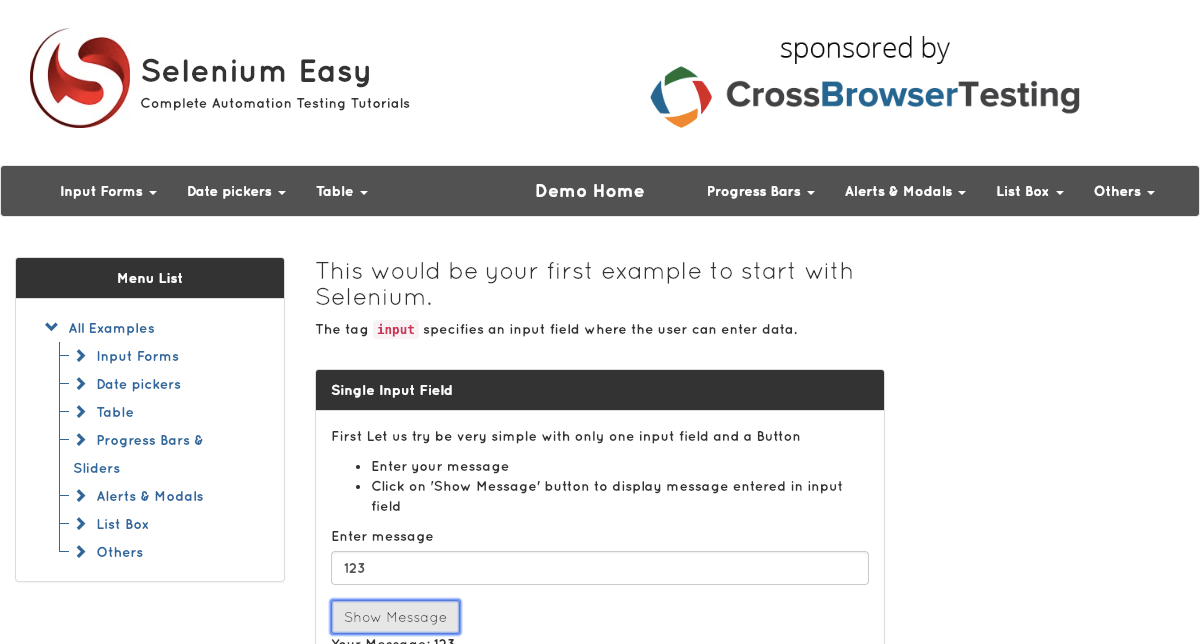 Selenium Easy
Complete Automation Testing Tutorials
sponsored by
CrossBrowserTesting
Input Forms
Date pickers
Table
Demo Home
Progress Bars
Alerts & Modals
List Box
Others
Menu List
All Examples
Input Forms
Date pickers
Table
Progress Bars &
Sliders
Alerts & Modals
List Box
Others
This would be your first example to start with
Selenium.
The tag input specifies an input field where the user can enter data.
Single Input Field
First Let us try be very simple with only one input field and a Button
Enter your message
Click on 'Show Message' button to display message entered in input
field
Enter message
123
Show Message
Your Message: 123